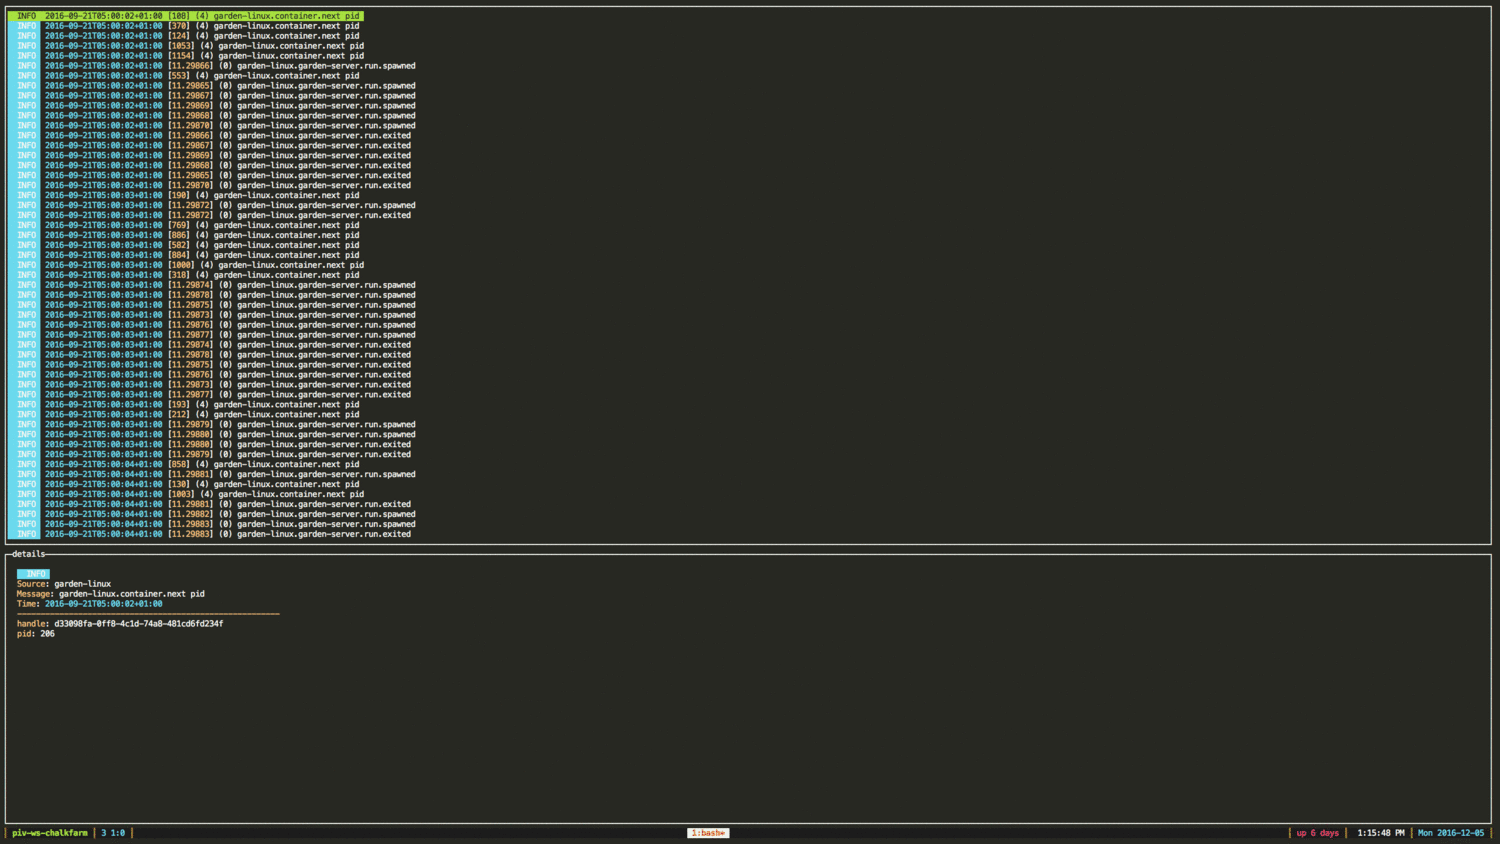 INFO 2016-09-21T05:00:02+01:00 [108] (4) garden-linux.container.next pid
INFO 2016-09-21T05:00:02+01:00 [370] (4) garden-linux.container.next pid
INFO 2016-09-21T05:00:02+01:00 [124] (4) garden-linux.container.next pid
INFO 2016-09-21T05:00:02+01:00 [1053] (4) garden-linux.container.next pid
INFO 2016-09-21T05:00:02+01:00 [1154] (4) garden-linux.container.next pid
INFO 2016-09-21T05:00:02+01:00 [11.29866] (0) garden-linux.garden-server.run.spawned
INFO 2016-09-21T05:00:02+01:00 [553] (4) garden-linux.container.next pid
INFO 2016-09-21T05:00:02+01:00 [11.29865] (0) garden-linux.garden-server.run.spawned
INFO 2016-09-21T05:00:02+01:00 [11.29867] (0) garden-linux.garden-server.run.spawned
INFO 2016-09-21T05:00:02+01:00 [11.29869] (0) garden-linux.garden-server.run.spawned
INFO 2016-09-21T05:00:02+01:00 [11.29868] (0) garden-linux.garden-server.run.spawned
INFO 2016-09-21T05:00:02+01:00 [11.29870] (0) garden-linux.garden-server.run.spawned
INFO 2016-09-21T05:00:02+01:00 [11.29866] (0) garden-linux.garden-server.run.exited
INFO 2016-09-21T05:00:02+01:00 [11.29867] (0) garden-linux.garden-server.run.exited
INFO 2016-09-21T05:00:02+01:00 [11.29869] (0) garden-linux.garden-server.run.exited
INFO 2016-09-21T05:00:02+01:00 [11.29868] (0) garden-linux.garden-server.run.exited
INFO 2016-09-21T05:00:02+01:00 [11.29865] (0) garden-linux.garden-server.run.exited
INFO 2016-09-21T05:00:02+01:00 [11.29870] (0) garden-linux.garden-server.run.exited
INFO 2016-09-21T05:00:03+01:00 [190] (4) garden-linux.container.next pid
INFO 2016-09-21T05:00:03+01:00 [11.29872] (0) garden-linux.garden-server.run.spawned
INFO 2016-09-21T05:00:03+01:00 [11.29872] (0) garden-linux.garden-server.run.exited
INFO 2016-09-21T05:00:03+01:00 [769] (4) garden-linux.container.next pid
INFO 2016-09-21T05:00:03+01:00 [886] (4) garden-linux.container.next pid
INFO 2016-09-21T05:00:03+01:00 [582] (4) garden-linux.container.next pid
INFO 2016-09-21T05:00:03+01:00 [884] (4) garden-linux.container.next pid
INFO 2016-09-21T05:00:03+01:00 [1000] (4) garden-linux.container.next pid
INFO 2016-09-21T05:00:03+01:00 [318] (4) garden-linux.container.next pid
INFO 2016-09-21T05:00:03+01:00 [11.29874] (0) garden-linux.garden-server.run.spawned
INFO 2016-09-21T05:00:03+01:00 [11.29878] (0) garden-linux.garden-server.run.spawned
INFO 2016-09-21T05:00:03+01:00 [11.29875] (0) garden-linux.garden-server.run.spawned
INFO 2016-09-21T05:00:03+01:00 [11.29873] (0) garden-linux.garden-server.run.spawned
INFO 2016-09-21T05:00:03+01:00 [11.29876] (0) garden-linux.garden-server.run.spawned
INFO 2016-09-21T05:00:03+01:00 [11.29877] (0) garden-linux.garden-server.run.spawned
INFO 2016-09-21T05:00:03+01:00 [11.29874] (0) garden-linux.garden-server.run.exited
INFO 2016-09-21T05:00:03+01:00 [11.29878] (0) garden-linux.garden-server.run.exited
INFO 2016-09-21T05:00:03+01:00 [11.29875] (0) garden-linux.garden-server.run.exited
INFO 2016-09-21T05:00:03+01:00 [11.29876] (0) garden-linux.garden-server.run.exited
INFO 2016-09-21T05:00:03+01:00 [11.29873] (0) garden-linux.garden-server.run.exited
INFO 2016-09-21T05:00:03+01:00 [11.29877] (0) garden-linux.garden-server.run.exited
INFO 2016-09-21T05:00:03+01:00 [193] (4) garden-linux.container.next pid
INFO 2016-09-21T05:00:03+01:00 [212] (4) garden-linux.container.next pid
INFO 2016-09-21T05:00:03+01:00 [11.29879] (0) garden-linux.garden-server.run.spawned
INFO 2016-09-21T05:00:03+01:00 [11.29880] (0) garden-linux.garden-server.run.spawned
INFO 2016-09-21T05:00:03+01:00 [11.29880] (0) garden-linux.garden-server.run.exited
INFO 2016-09-21T05:00:03+01:00 [11.29879] (0) garden-linux.garden-server.run.exited
INFO 2016-09-21T05:00:04+01:00 [858] (4) garden-linux.container.next pid
INFO 2016-09-21T05:00:04+01:00 [11.29881] (0) garden-linux.garden-server.run.spawned
INFO 2016-09-21T05:00:04+01:00 [130] (4) garden-linux.container.next pid
INFO 2016-09-21T05:00:04+01:00 [1003] (4) garden-linux.container.next pid
INFO 2016-09-21T05:00:04+01:00 [11.29881] (0) garden-linux.garden-server.run.exited
INFO 2016-09-21T05:00:04+01:00 [11.29882] (0) garden-linux.garden-server.run.spawned
INFO 2016-09-21T05:00:04+01:00 [11.29883] (0) garden-linux.garden-server.run.spawned
INFO 2016-09-21T05:00:04+01:00 [11.29883] (0) garden-linux.garden-server.run.exited
details
INFO
Source: garden-linux
Message: garden-linux.container.next pid
Time: 2016-09-21T05:00:02+01:00
handle: d33098fa-0ff8-4c1d-74a8-481cd6fd234f
pid: 206
piv-ws-chalkfarm | 3 1:0 | 1:bash* | up 6 days | 1:15:48 PM | Mon 2016-12-05